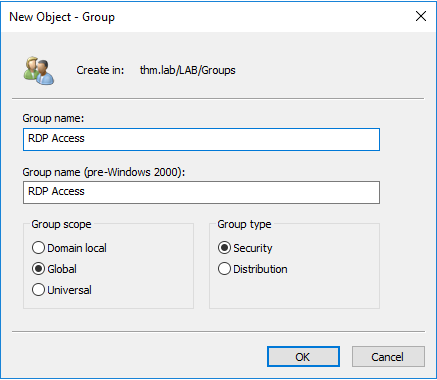 New Object - Group
Create in: thm.lab/LAB/Groups
Group name:
RDP Access
Group name (pre-Windows 2000):
RDP Access
Group scope
Domain local
Global
Universal
Group type
Security
Distribution
OK
Cancel